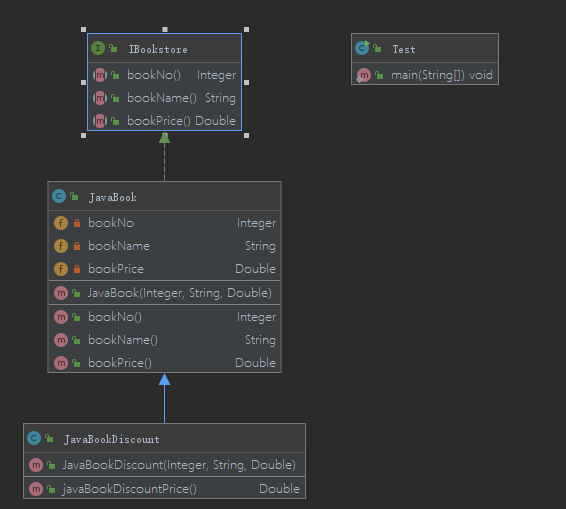 IBookstore
bookNo() Integer
bookName() String
bookPrice() Double
Test
main(String[]) void
JavaBook
bookNo Integer
bookName String
bookPrice Double
JavaBook(Integer, String, Double)
bookNo() Integer
bookName() String
bookPrice() Double
JavaBookDiscount
JavaBookDiscount(Integer, String, Double)
javaBookDiscountPrice() Double